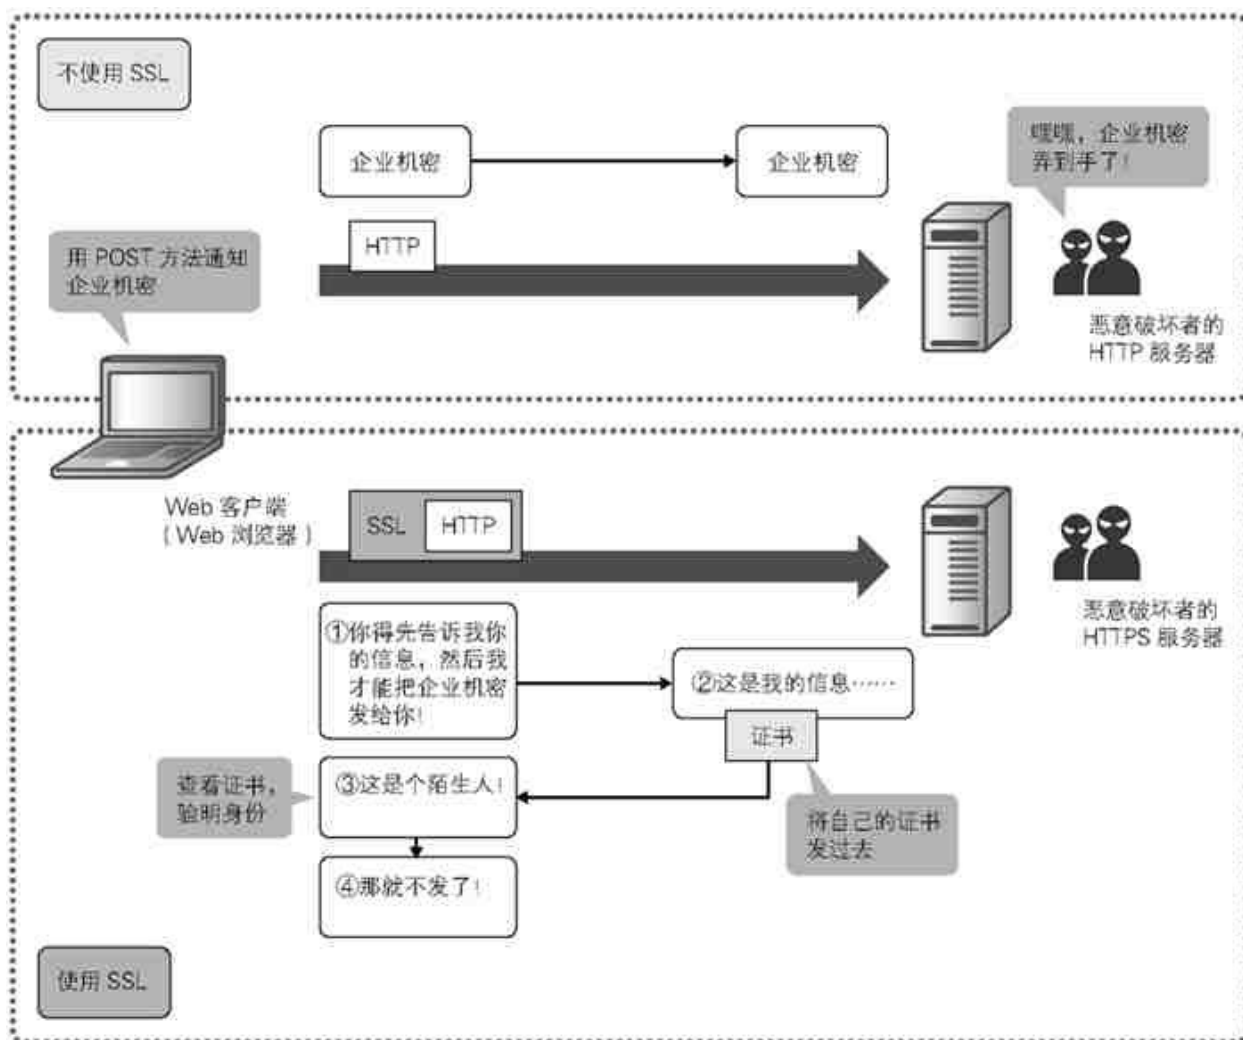 不使用 SSL
企业机密
企业机密
嘿嘿，企业机密
弄到手了！
HTTP
用 POST 方法通知
企业机密
恶意破坏者的
HTTP 服务器
Web 客户端
（Web 浏览器）
SSL
HTTP
恶意破坏者的
HTTPS 服务器
①你得先告诉我你
的信息，然后我
才能把企业机密
发给你！
②这是我的信息……
证书
查看证书，
验明身份
③这是个陌生人！
将自己的证书
发过去
④那就不发了！
使用 SSL